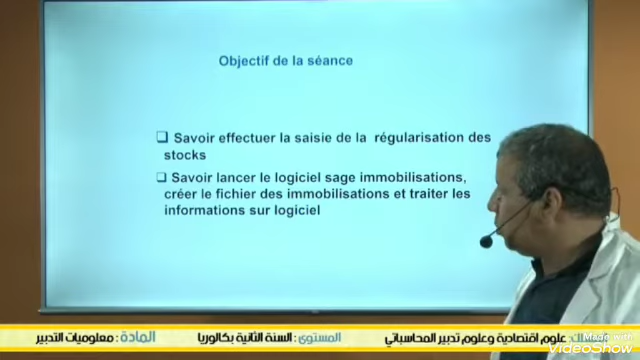 Objectif de la séance
❑ Savoir effectuer la saisie de la régularisation des
stocks
❑ Savoir lancer le logiciel sage immobilisations,
créer le fichier des immobilisations et traiter les
informations sur logiciel
علوم اقتصادية وعلوم تدبير المحاسباتي المستوى : السنة الثانية بكالوريا المادة : معلوميات التدبير
Made with
VideoShow